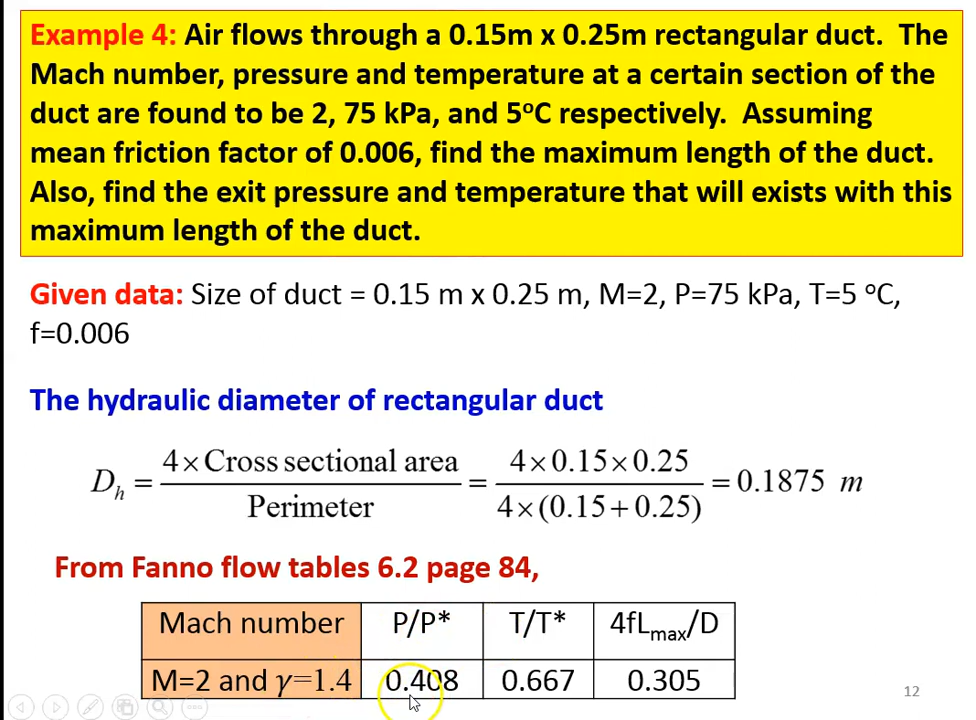 Example 4: Air flows through a 0.15m x 0.25m rectangular duct. The
Mach number, pressure and temperature at a certain section of the
duct are found to be 2, 75 kPa, and 5°C respectively. Assuming
mean friction factor of 0.006, find the maximum length of the duct.
Also, find the exit pressure and temperature that will exists with this
maximum length of the duct.
Given data: Size of duct = 0.15 m x 0.25 m, M=2, P=75 kPa, T=5 °C,
f=0.006
The hydraulic diameter of rectangular duct
D_h = (4×Cross sectional area)/(Perimeter) = (4×0.15×0.25)/(4×(0.15+0.25)) = 0.1875 m
From Fanno flow tables 6.2 page 84,
Mach number P/P* T/T* 4fL_max/D
M=2 and γ=1.4 0.408 0.667 0.305
12